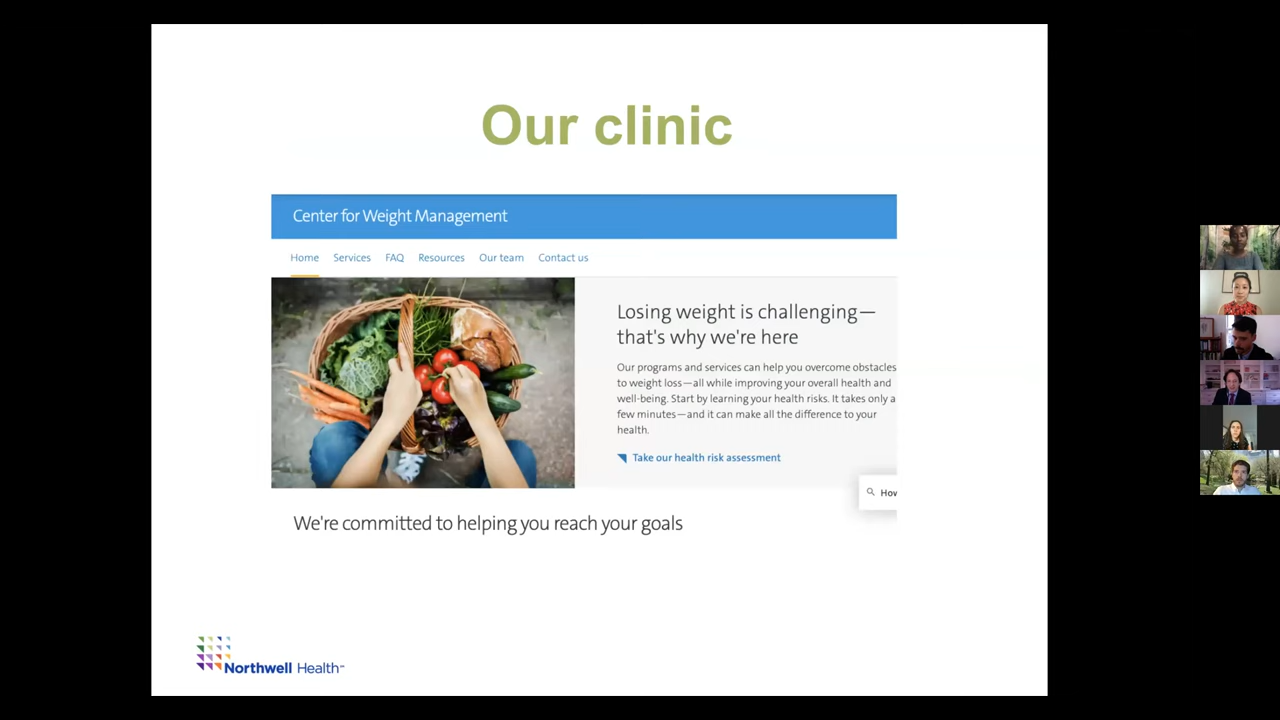 Our clinic
Center for Weight Management
Home Services FAQ Resources Our team Contact us
Losing weight is challenging—
that's why we're here
Our programs and services can help you overcome obstacles
to weight loss—all while improving your overall health and
well-being. Start by learning your health risks. It takes only a
few minutes—and it can make all the difference to your
health.
Take our health risk assessment
How
We're committed to helping you reach your goals
Northwell Health℠